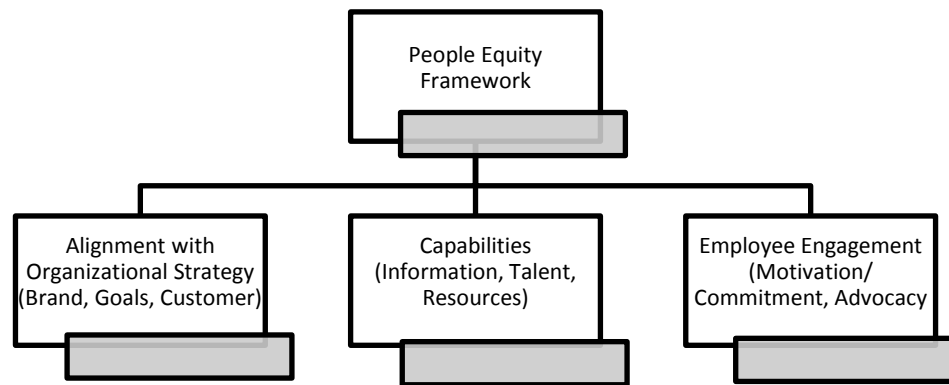 People Equity
Framework
Alignment with
Organizational Strategy
(Brand, Goals, Customer)
Capabilities
(Information, Talent,
Resources)
Employee Engagement
(Motivation/
Commitment, Advocacy